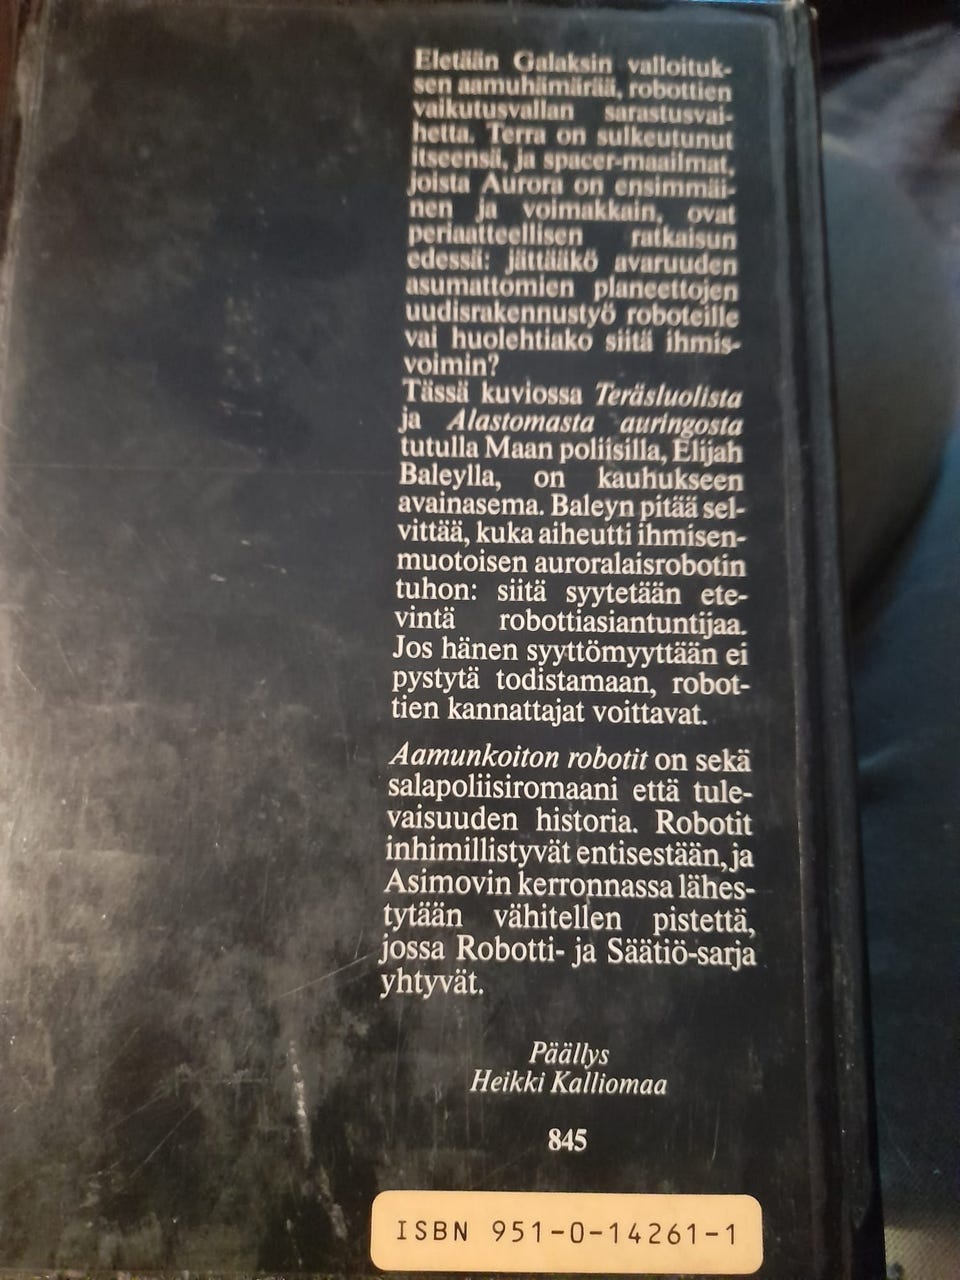 Eletään Galaksin valloituk-
sen aamuhämärää, robottien
vaikutusvallan sarastusvai-
hetta. Terra on sulkeutunut
itseensä, ja spacer-maailmat,
joista Aurora on ensimmäi-
nen ja voimakkain, ovat
periaatteellisen ratkaisun
edessä: jättääkö avaruuden
asumattomien planeettojen
uudisrakennustyö roboteille
vai huolehtiako siitä ihmis-
voimin?
Tässä kuviossa Teräsluolista
ja Alastomasta auringosta
tutulla Maan poliisilla, Elijah
Baleylla, on kauhukseen
avainasema. Baleyn pitää sel-
vittää, kuka aiheutti ihmisen-
muotoisen auroralaisrobotin
tuhon: siitä syytetään ete-
vintä robottiasiantuntijaa.
Jos hänen syyttömyyttään ei
pystytä todistamaan, robot-
tien kannattajat voittavat.
Aamunkoiton robotit on sekä
salapoliisiromaani että tule-
vaisuuden historia. Robotit
inhimillistyvät entisestään, ja
Asimovin kerronnassa lähes-
tytään vähitellen pistettä,
jossa Robotti- ja Säätiö-sarja
yhtyvät.
Päällys
Heikki Kalliomaa
845
ISBN 951-0-14261-1